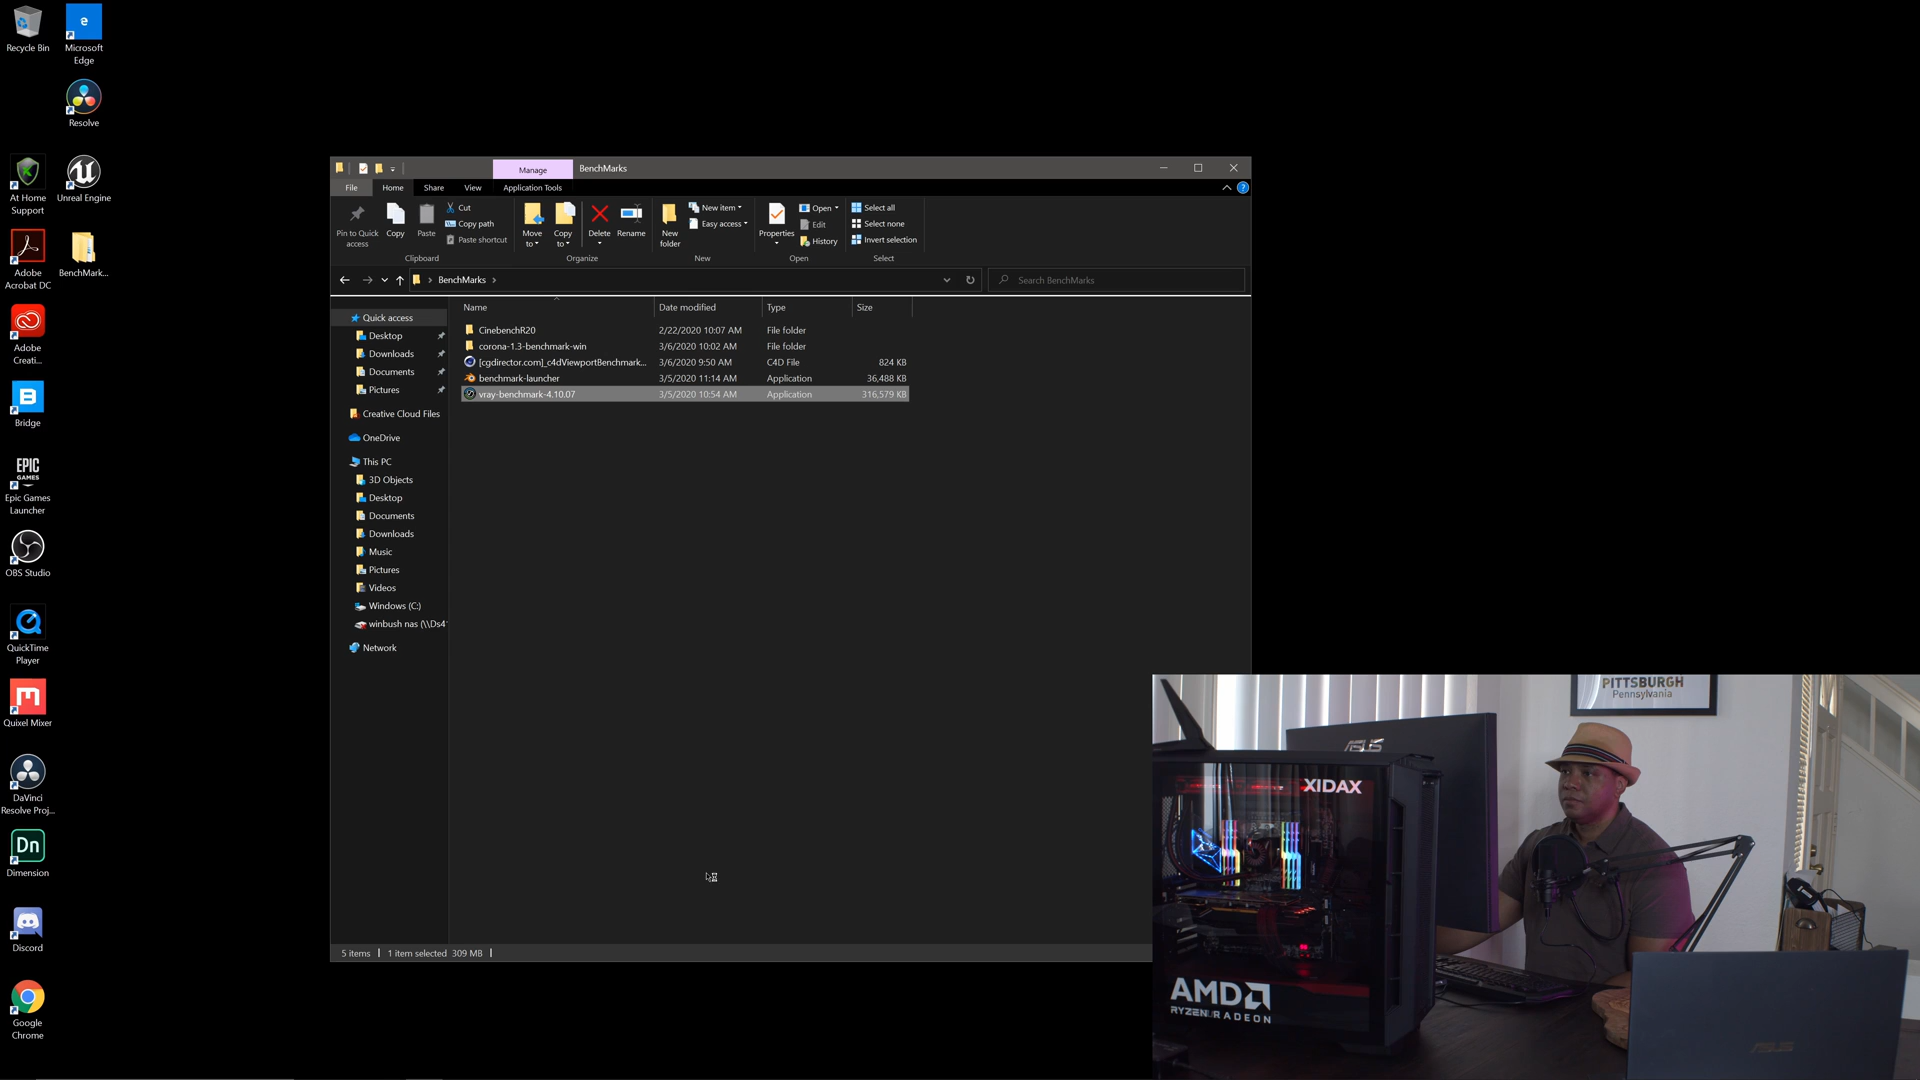 Recycle Bin
Microsoft
Edge
Resolve
At Home
Support
Unreal Engine
Adobe
Acrobat DC
BenchMark...
Adobe
Creati...
Bridge
EPIC
GAMES
Epic Games
Launcher
OBS Studio
QuickTime
Player
Quixel Mixer
DaVinci
Resolve Proj...
Dn
Dimension
Discord
Google
Chrome
Manage
BenchMarks
File
Home
Share
View
Application Tools
Pin to Quick
access
Copy
Paste
Cut
Copy path
Paste shortcut
Clipboard
Move
to
Copy
to
Delete
Rename
Organize
New
folder
New item
Easy access
New
Properties
Open
Edit
History
Open
Select all
Select none
Invert selection
Select
BenchMarks
Search BenchMarks
Name
Date modified
Type
Size
CinebenchR20 2/22/2020 10:07 AM File folder
corona-1.3-benchmark-win 3/6/2020 10:02 AM File folder
[cgdirector.com]_c4dViewportBenchmark... 3/6/2020 9:50 AM C4D File 824 KB
benchmark-launcher 3/5/2020 11:14 AM Application 36,488 KB
vray-benchmark-4.10.07 3/5/2020 10:54 AM Application 316,579 KB
Quick access
Desktop
Downloads
Documents
Pictures
Creative Cloud Files
OneDrive
This PC
3D Objects
Desktop
Documents
Downloads
Music
Pictures
Videos
Windows (C:)
winbush nas (\\Ds41
Network
5 items
1 item selected 309 MB
PITTSBURGH
Pennsylvania
ASUS
XIDAX
AMD
RYZEN RADEON
ASUS